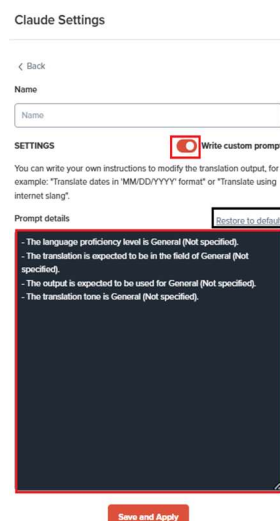 Claude Settings
Back
Name
Name
SETTINGS
Write custom prompt
You can write your own instructions to modify the translation output, for
example: "Translate dates in 'MM/DD/YYYY' format" or "Translate using
internet slang".
Prompt details
Restore to default
- The language proficiency level is General (Not specified).
- The translation is expected to be in the field of General (Not
specified).
- The output is expected to be used for General (Not specified).
- The translation tone is General (Not specified).
Save and Apply